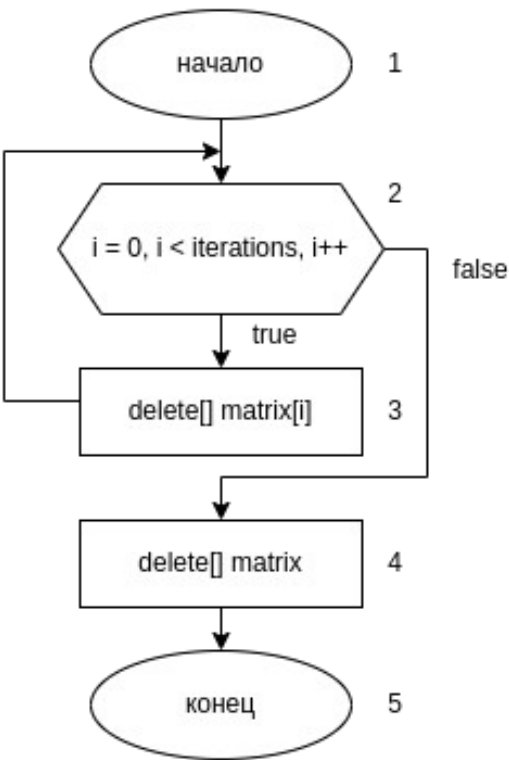 начало
1
2
i = 0, i < iterations, i++
false
true
delete[] matrix[i]
3
delete[] matrix
4
конец
5